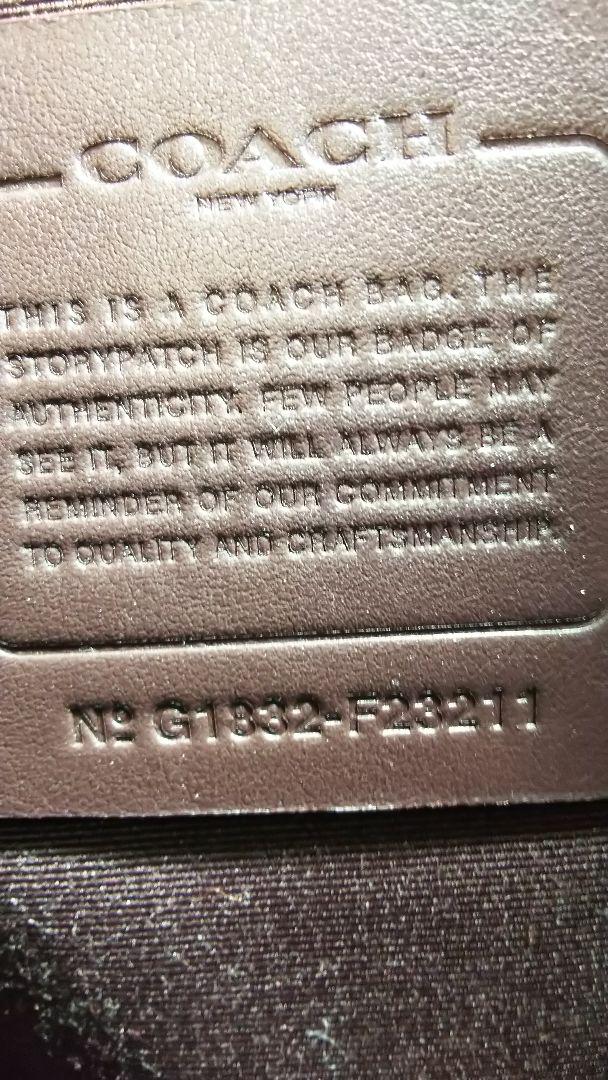 COACH
NEW YORK
THIS IS A COACH BAG. THE
STORYPATCH IS OUR BADGE OF
AUTHENTICITY. FEW PEOPLE MAY
SEE IT, BUT IT WILL ALWAYS BE A
REMINDER OF OUR COMMITMENT
TO QUALITY AND CRAFTSMANSHIP.
Nº G1832-F23211